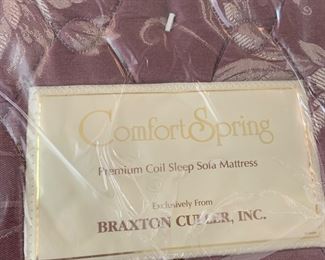 ComfortSpring
Premium Coil Sleep Sofa Mattress
Exclusively From
BRAXTON CULLER, INC.